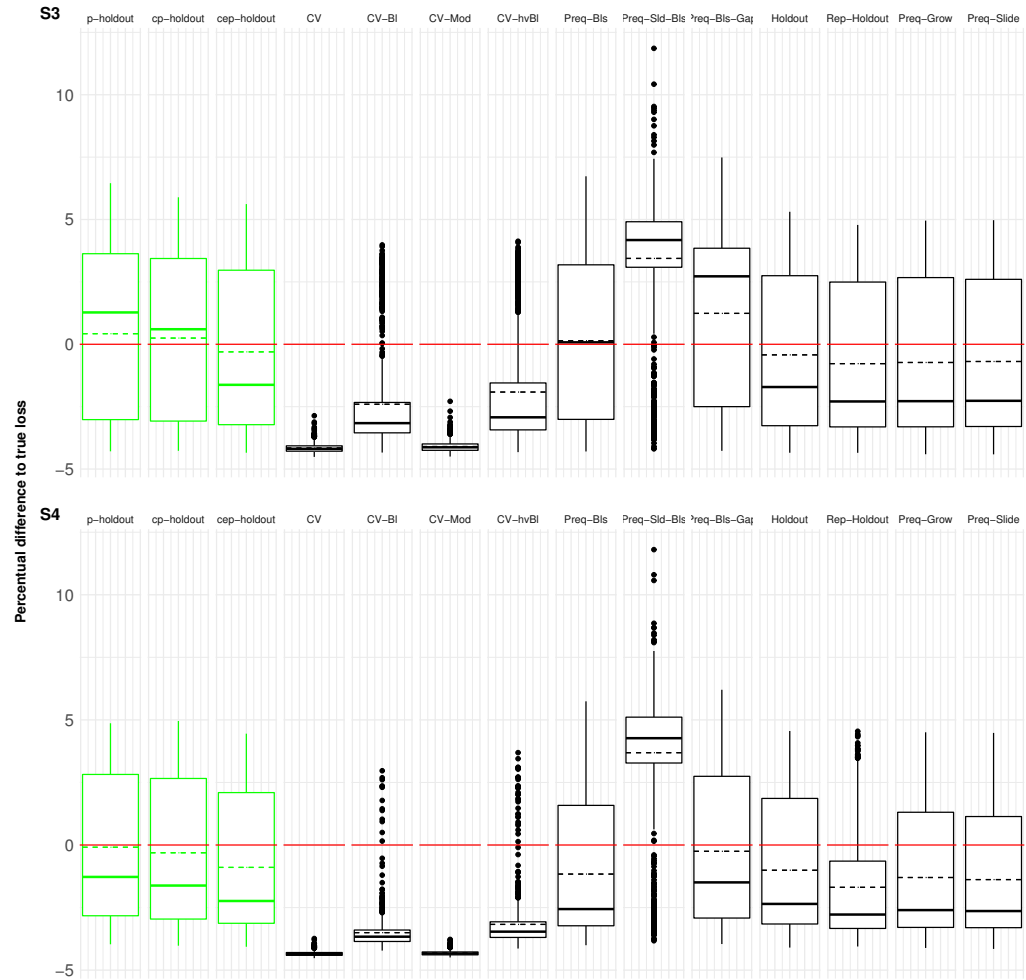 S3
p-holdout cp-holdout cep-holdout CV CV-Bl CV-Mod CV-hvBl Preq-Bls Preq-Sld-Bls Preq-Bls-Gap Holdout Rep-Holdout Preq-Grow Preq-Slide
10
5
0
−5
Percentual difference to true loss
S4
p-holdout cp-holdout cep-holdout CV CV-Bl CV-Mod CV-hvBl Preq-Bls Preq-Sld-Bls Preq-Bls-Gap Holdout Rep-Holdout Preq-Grow Preq-Slide
10
5
0
−5